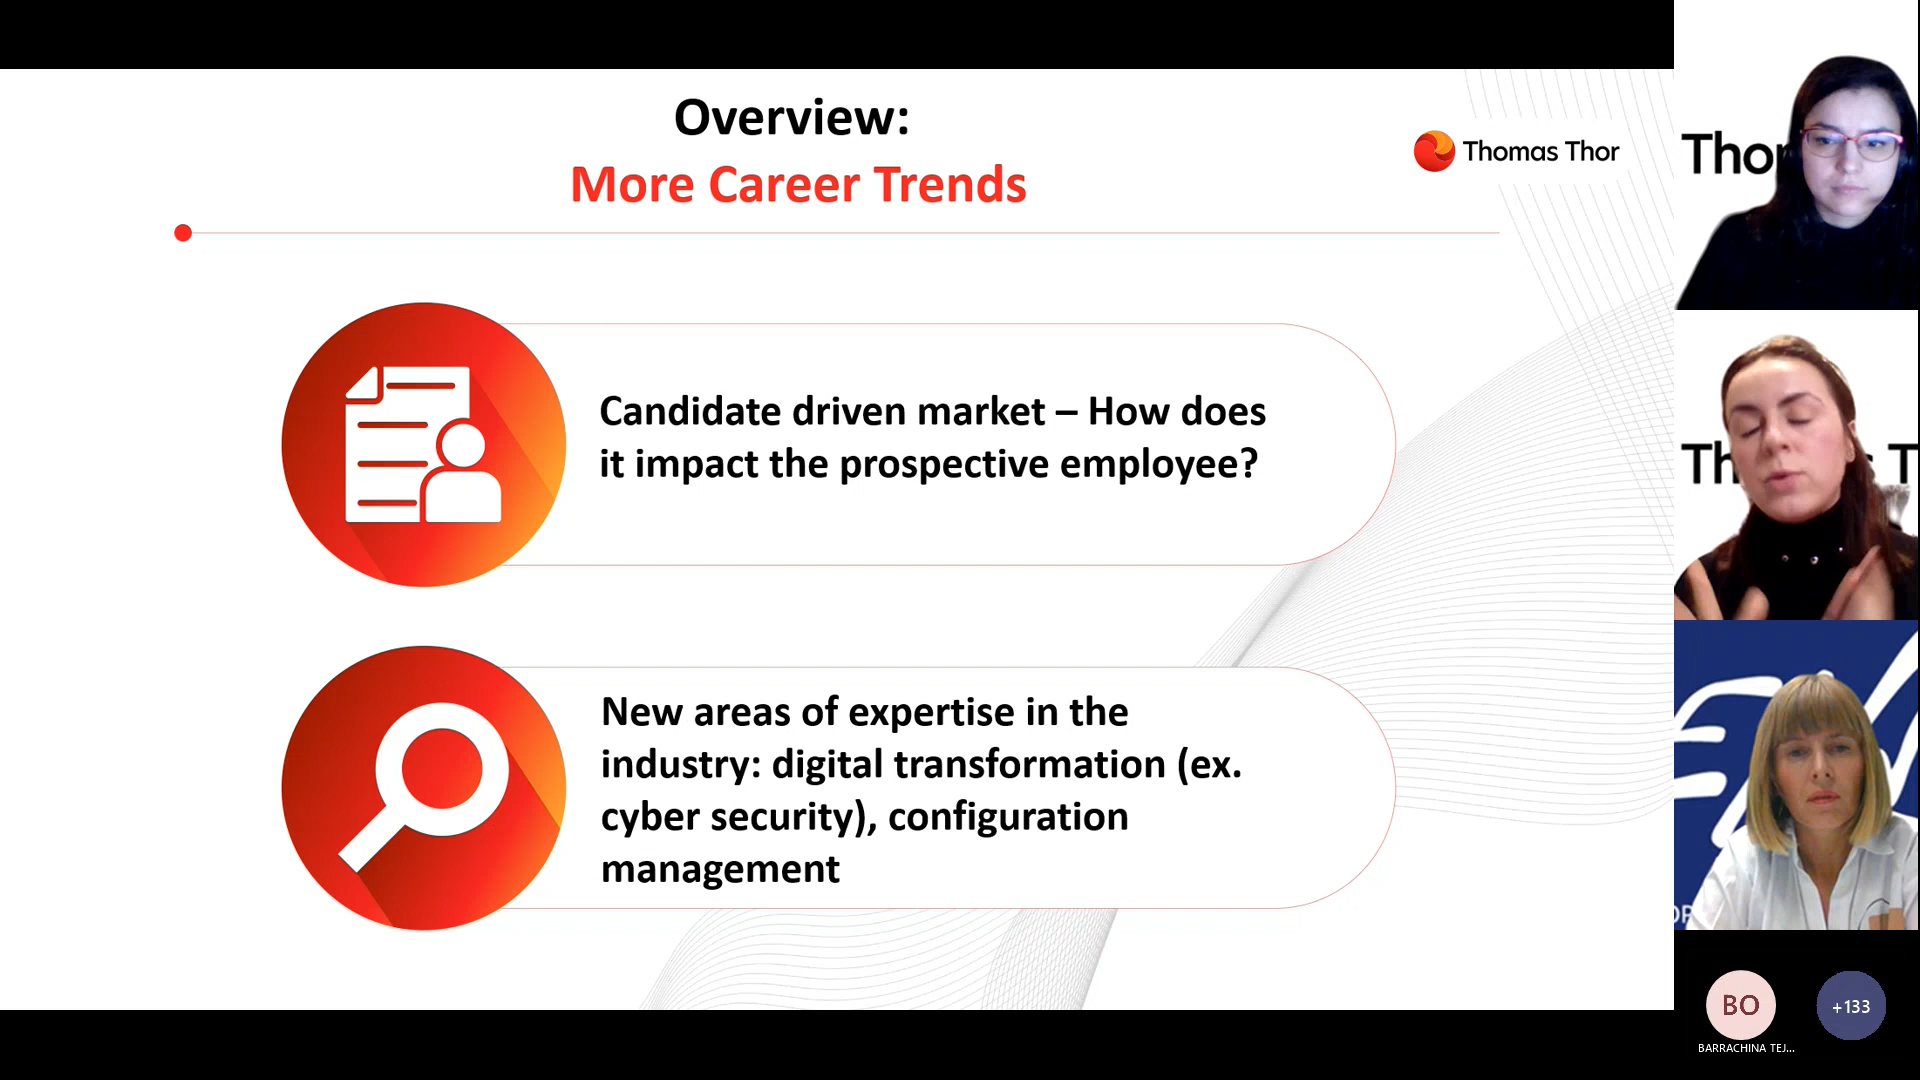 Overview:
More Career Trends
Thomas Thor
Candidate driven market – How does
it impact the prospective employee?
New areas of expertise in the
industry: digital transformation (ex.
cyber security), configuration
management
Thor
Th
s T
BO
+133
BARRACHINA TEJ...